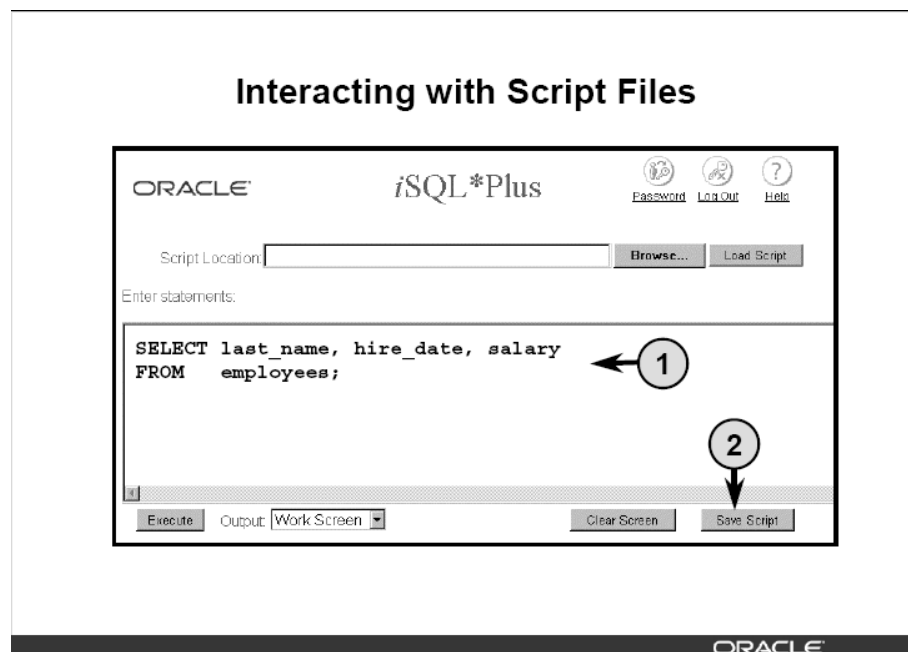 Interacting with Script Files
ORACLE
iSQL*Plus
Password Log Out Help
Script Location: Browse... Load Script
Enter statements:
SELECT last_name, hire_date, salary
FROM employees;
1
2
Execute Output: Work Screen Clear Screen Save Script
ORACLE